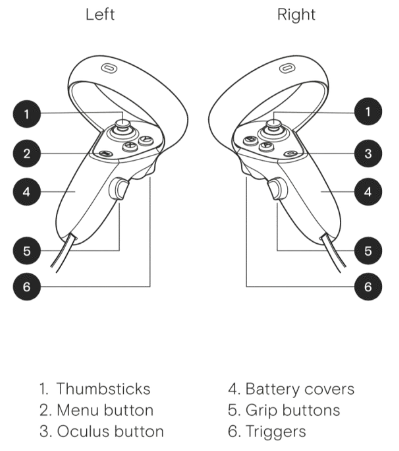 Left
Right
1
1
2
3
4
4
5
5
6
6
1. Thumbsticks
2. Menu button
3. Oculus button
4. Battery covers
5. Grip buttons
6. Triggers